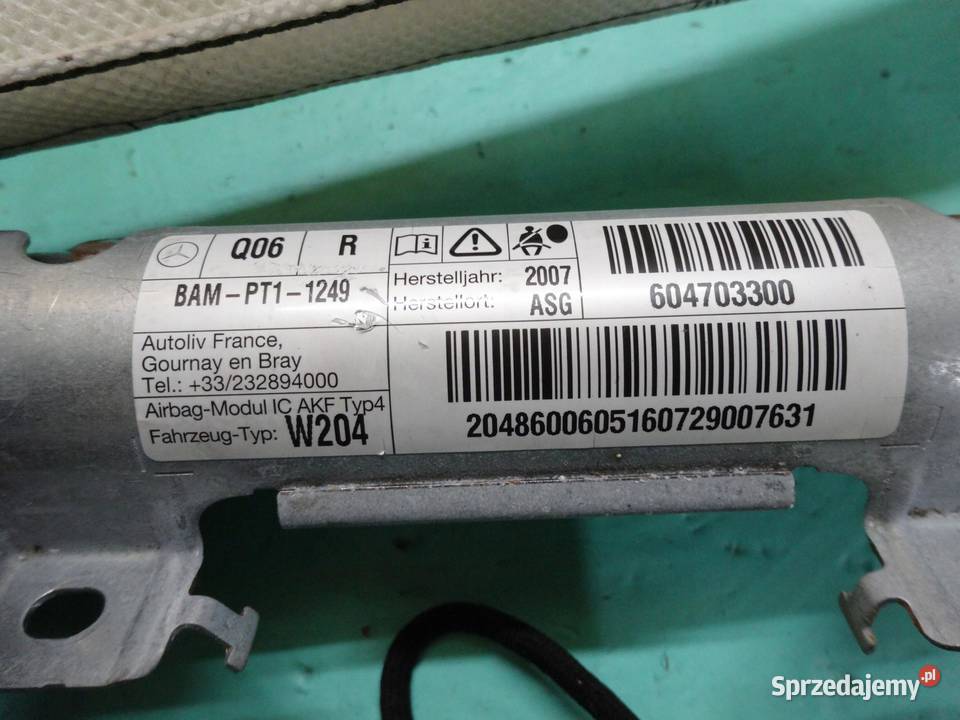 Q06 R
BAM-PT1-1249
Autoliv France,
Gournay en Bray
Tel.: +33/232894000
Airbag-Modul IC AKF Typ4
Fahrzeug-Typ: W204
Herstelljahr: 2007
Herstellort: ASG
604703300
2048600605160729007631
Sprzedajemy.pl